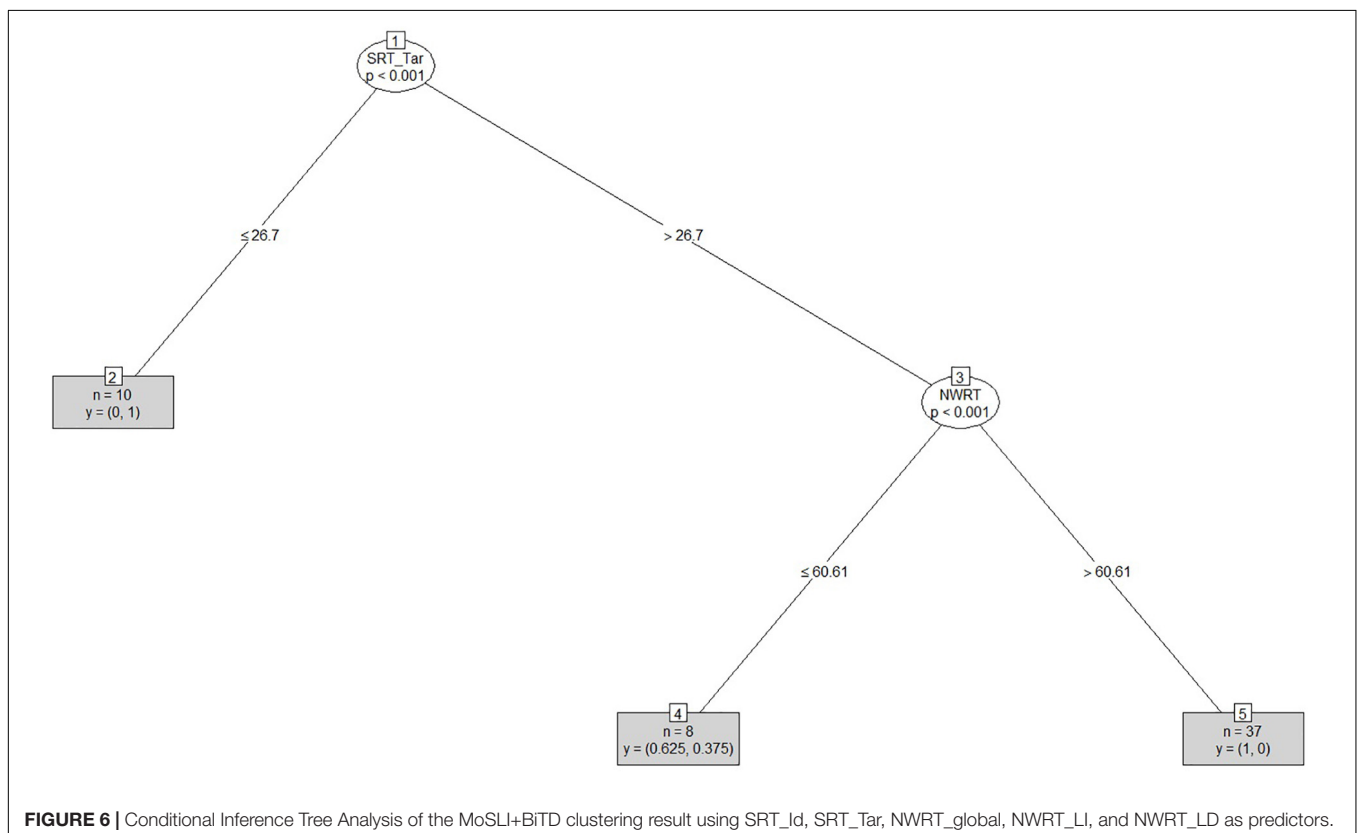 1
SRT_Tar
p < 0.001
≤ 26.7
> 26.7
2
n = 10
y = (0, 1)
3
NWRT
p < 0.001
≤ 60.61
> 60.61
4
n = 8
y = (0.625, 0.375)
5
n = 37
y = (1, 0)
FIGURE 6 | Conditional Inference Tree Analysis of the MoSLI+BiTD clustering result using SRT_Id, SRT_Tar, NWRT_global, NWRT_LI, and NWRT_LD as predictors.